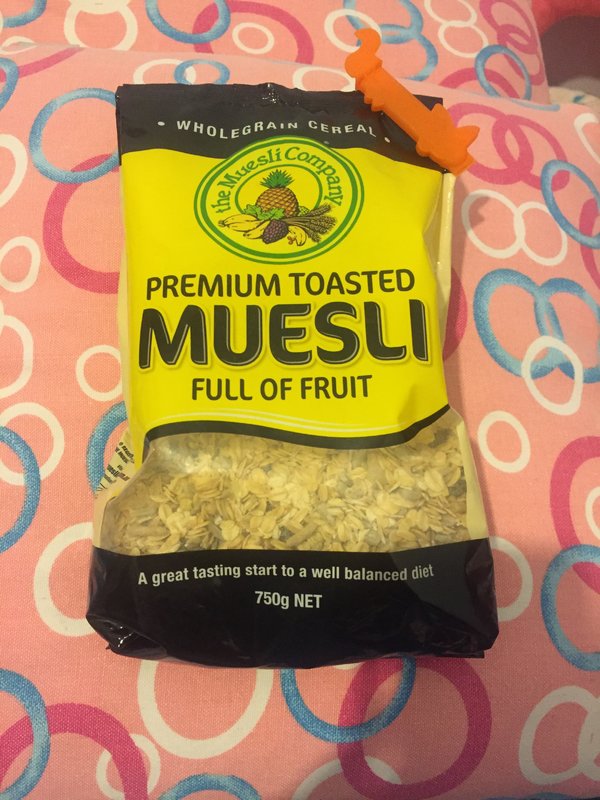 • WHOLEGRAIN CEREAL •
the Muesli Company
PREMIUM TOASTED
MUESLI
FULL OF FRUIT
A great tasting start to a well balanced diet
750g NET